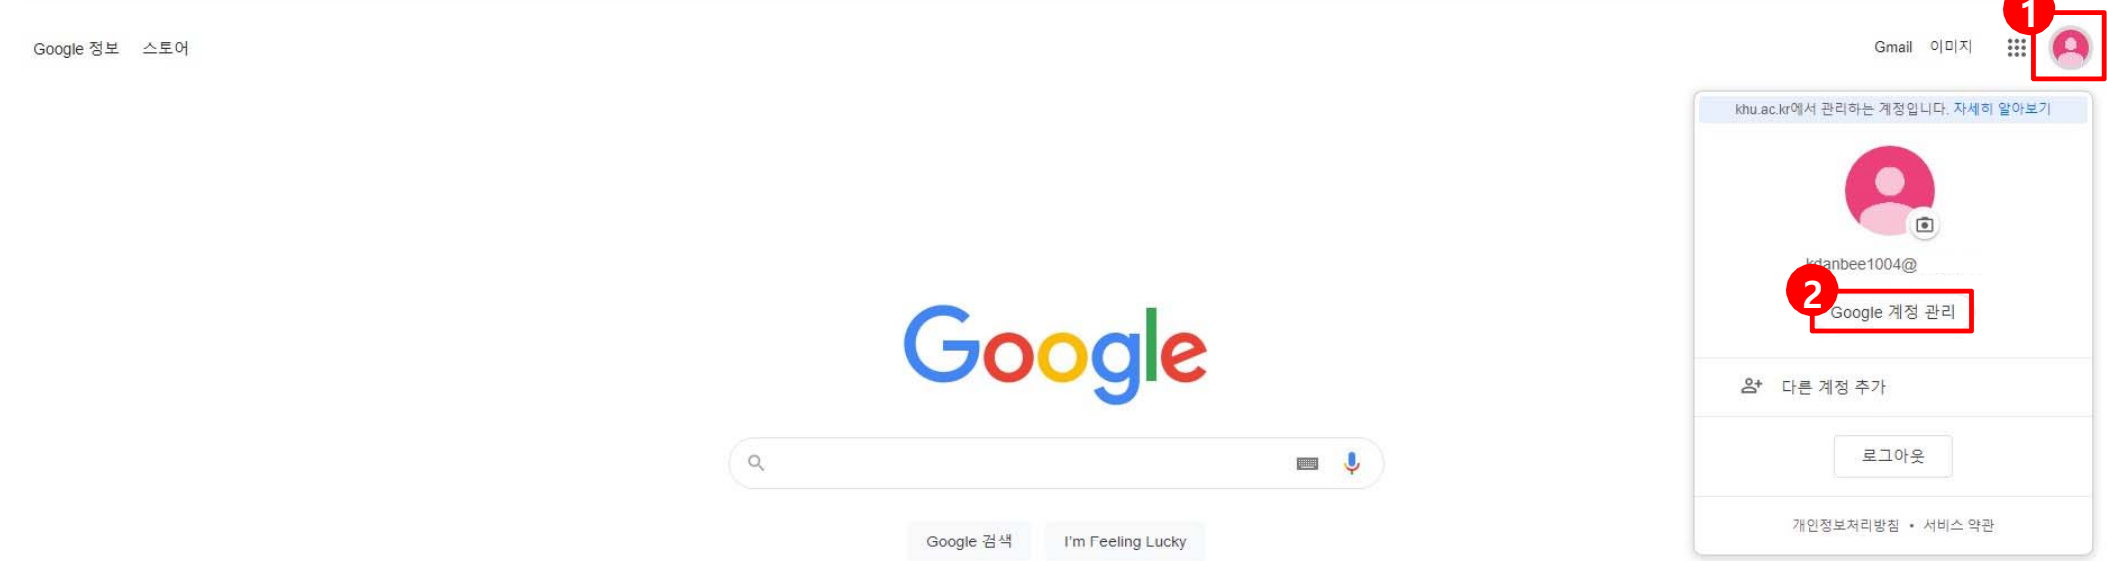 1
Google 정보 스토어
Gmail 이미지
khu.ac.kr에서 관리하는 계정입니다. 자세히 알아보기
kdanbee1004@
2
Google 계정 관리
Google
다른 계정 추가
로그아웃
개인정보처리방침 • 서비스 약관
Google 검색 I'm Feeling Lucky